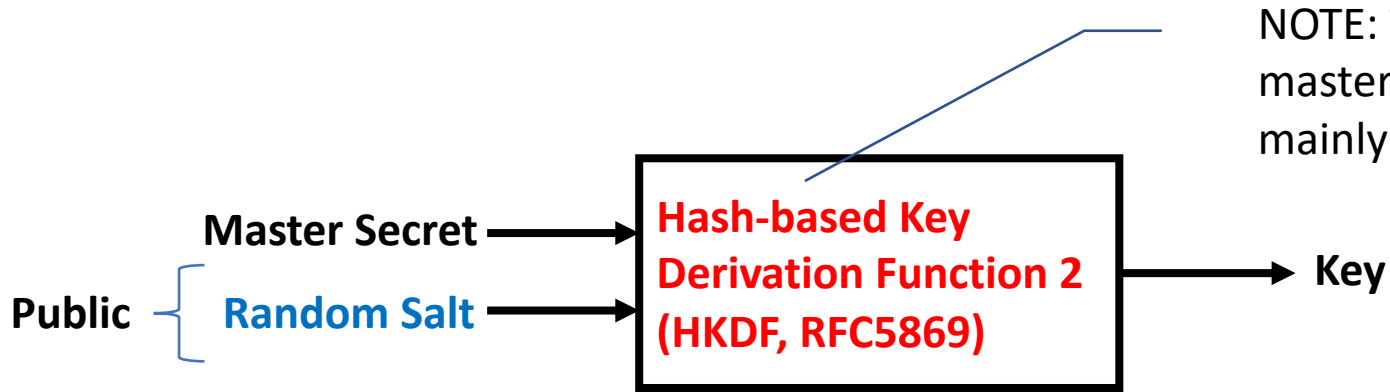 NOTE:
master
mainly
Master Secret
Public
Random Salt
Hash-based Key
Derivation Function 2
(HKDF, RFC5869)
Key